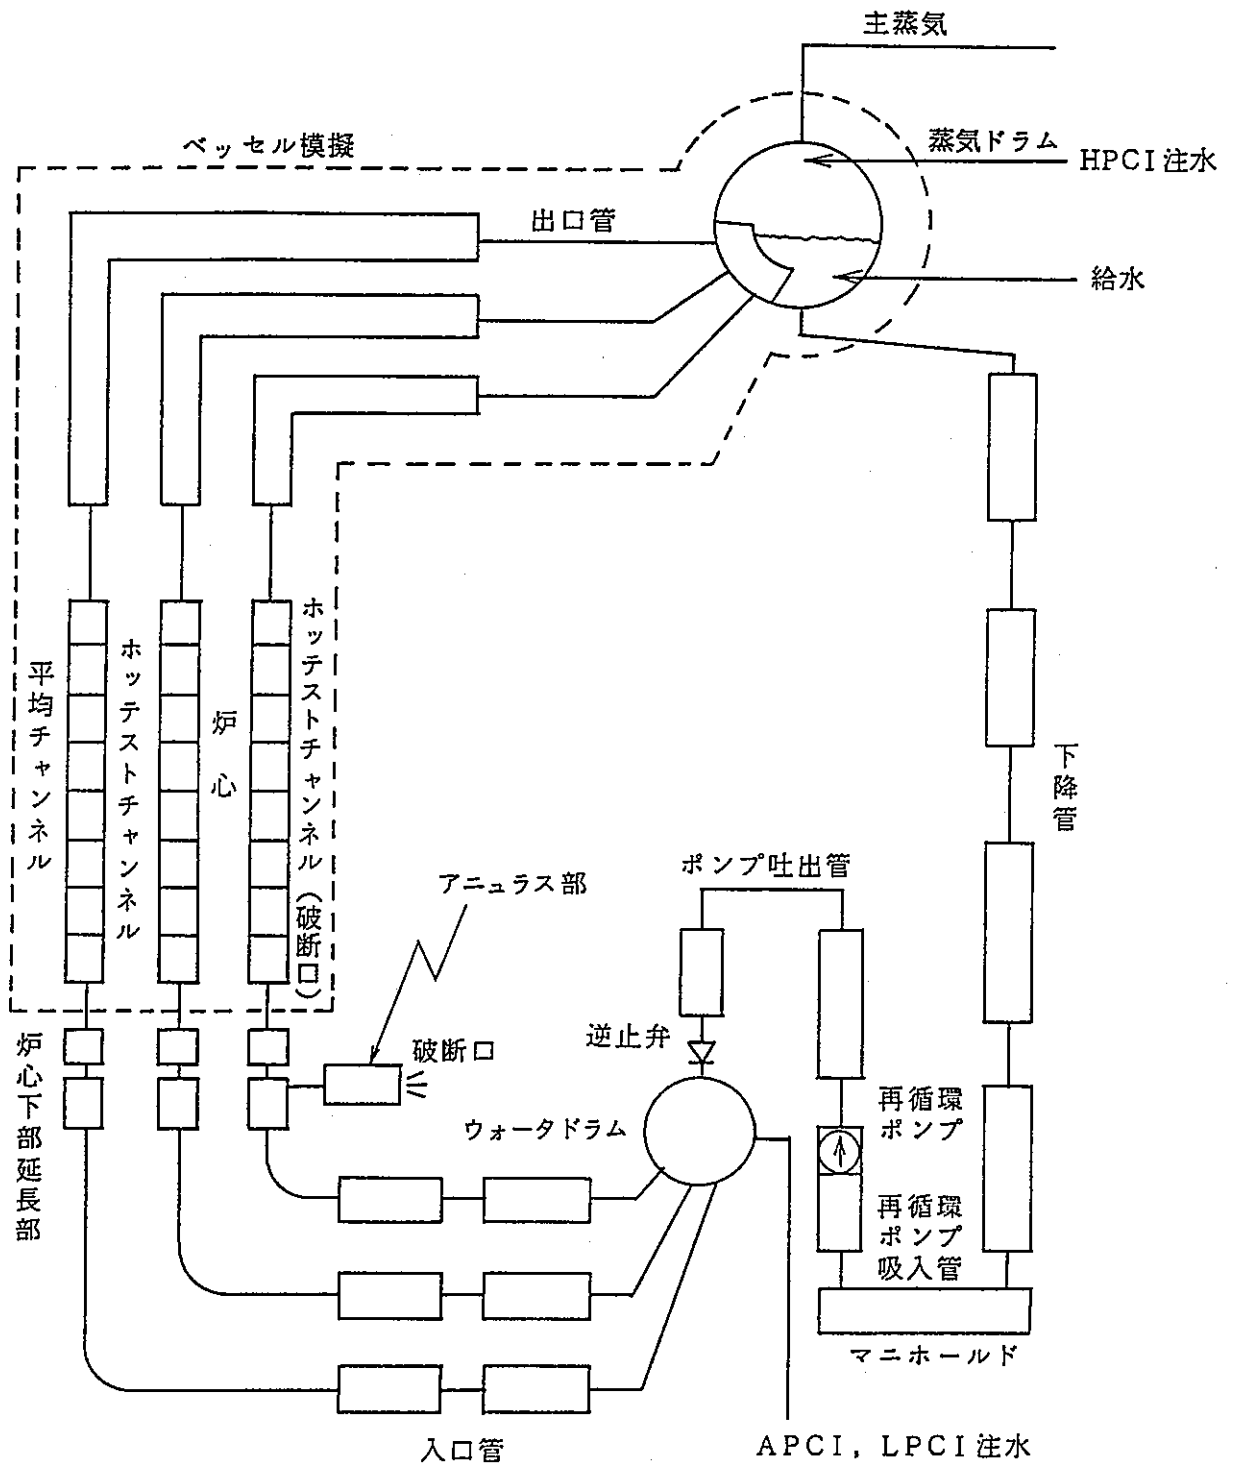 主蒸気
ベッセル模擬
蒸気ドラム
HPCI注水
出口管
給水
平均チャンネル
ホッテストチャンネル
炉心
ホッテストチャンネル(破断口)
下降管
ポンプ吐出管
アニュラス部
逆止弁
破断口
炉心下部延長部
ウォータドラム
再循環
ポンプ
再循環
ポンプ
吸入管
マニホールド
入口管
APCI, LPCI注水